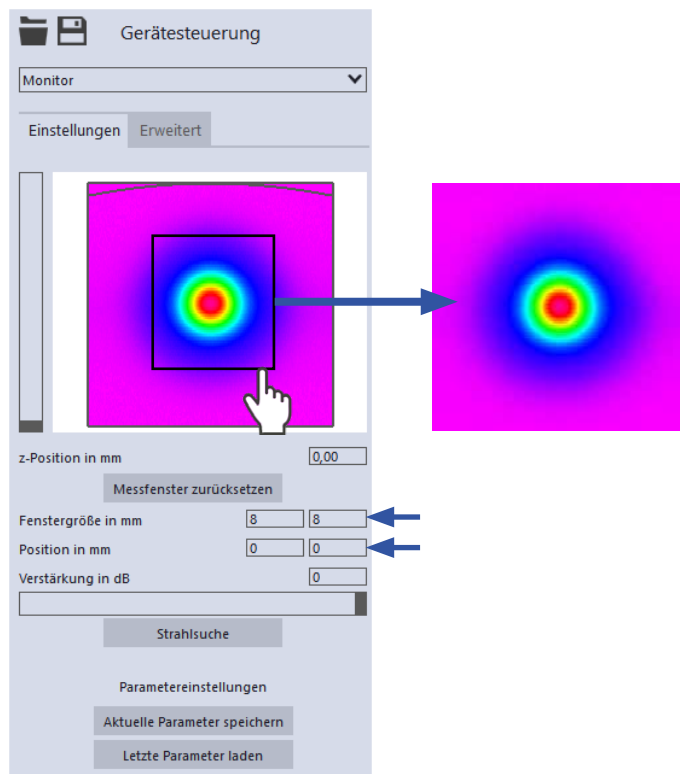 Gerätesteuerung
Monitor
Einstellungen Erweitert
z-Position in mm 0,00
Messfenster zurücksetzen
Fenstergröße in mm 8 8
Position in mm 0 0
Verstärkung in dB 0
Strahlsuche
Parametereinstellungen
Aktuelle Parameter speichern
Letzte Parameter laden